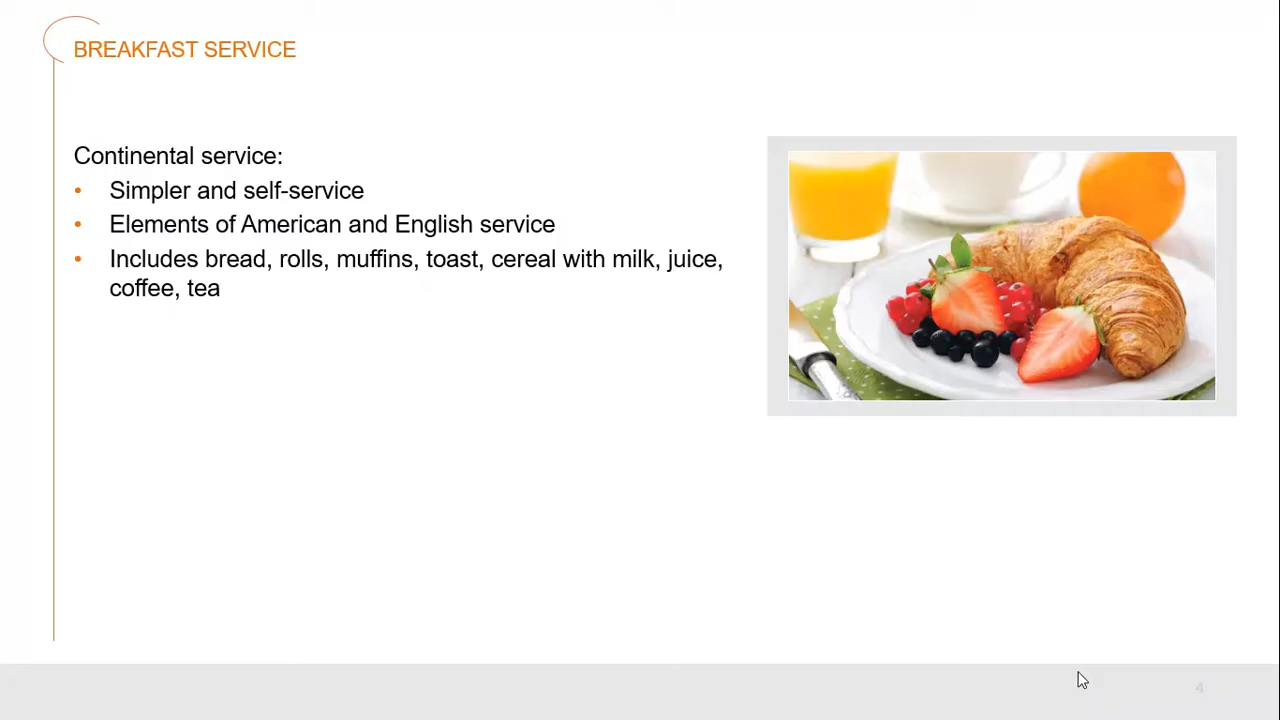 BREAKFAST SERVICE
Continental service:
• Simpler and self-service
• Elements of American and English service
• Includes bread, rolls, muffins, toast, cereal with milk, juice,
coffee, tea
4